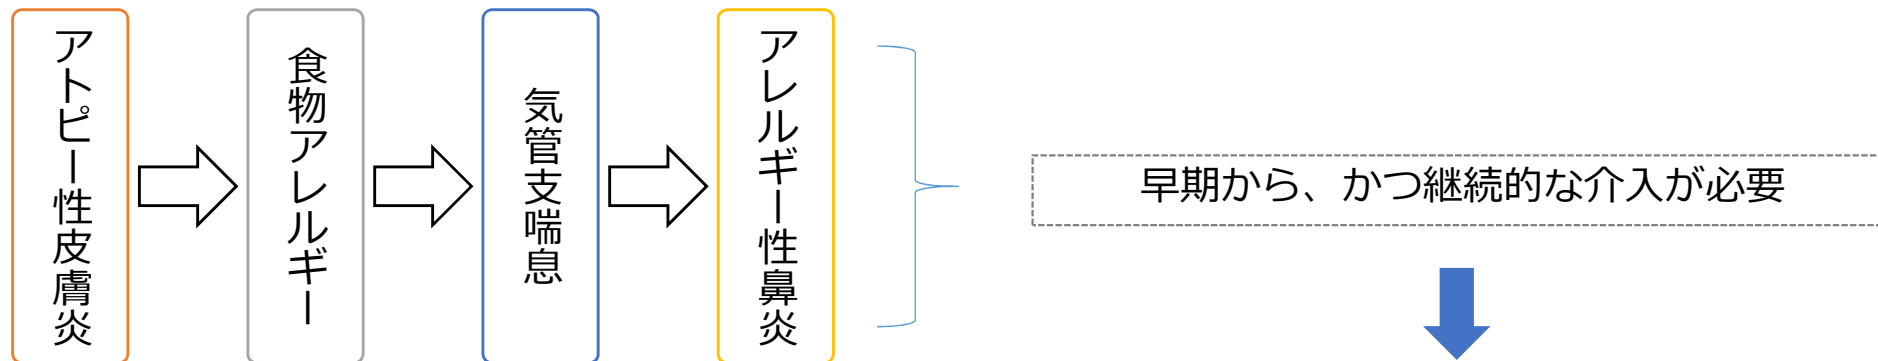 アトピー性皮膚炎
食物アレルギー
気管支喘息
アレルギー性鼻炎
早期から、かつ継続的な介入が必要